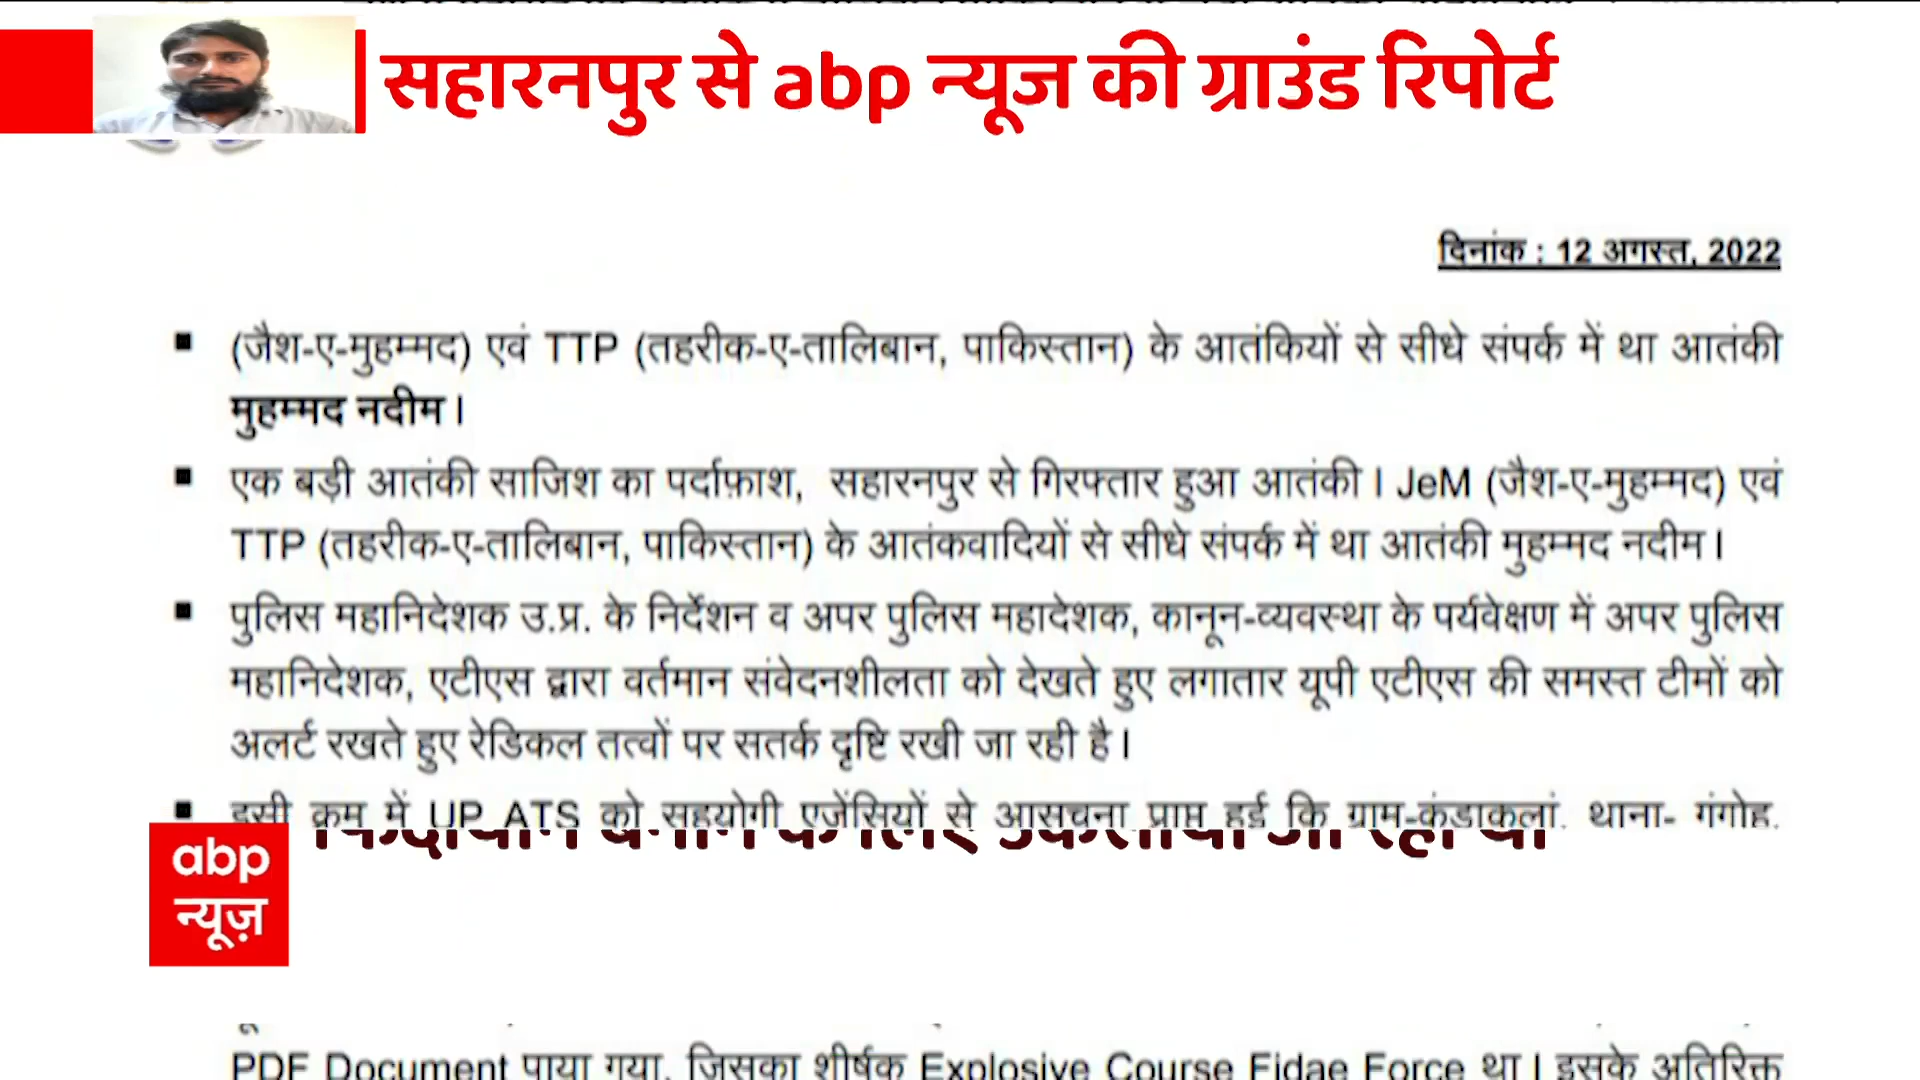 सहारनपुर से abp न्यूज की ग्राउंड रिपोर्ट
दिनांक : 12 अगस्त, 2022
▪ (जैश-ए-मुहम्मद) एवं TTP (तहरीक-ए-तालिबान, पाकिस्तान) के आतंकियों से सीधे संपर्क में था आतंकी
मुहम्मद नदीम।
▪ एक बड़ी आतंकी साजिश का पर्दाफ़ाश, सहारनपुर से गिरफ्तार हुआ आतंकी। JeM (जैश-ए-मुहम्मद) एवं
TTP (तहरीक-ए-तालिबान, पाकिस्तान) के आतंकवादियों से सीधे संपर्क में था आतंकी मुहम्मद नदीम।
▪ पुलिस महानिदेशक उ.प्र. के निर्देशन व अपर पुलिस महादेशक, कानून-व्यवस्था के पर्यवेक्षण में अपर पुलिस
महानिदेशक, एटीएस द्वारा वर्तमान संवेदनशीलता को देखते हुए लगातार यूपी एटीएस की समस्त टीमों को
अलर्ट रखते हुए रेडिकल तत्वों पर सतर्क दृष्टि रखी जा रही है।
▪ इसी क्रम में UP ATS को सहयोगी एजेंसियों से आसूचना प्राप्त हुई कि ग्राम-कुंडाकलां, थाना- गंगोह,
abp
न्यूज़
PDF Document पाया गया, जिसका शीर्षक Explosive Course Fidae Force था। इसके अतिरिक्त